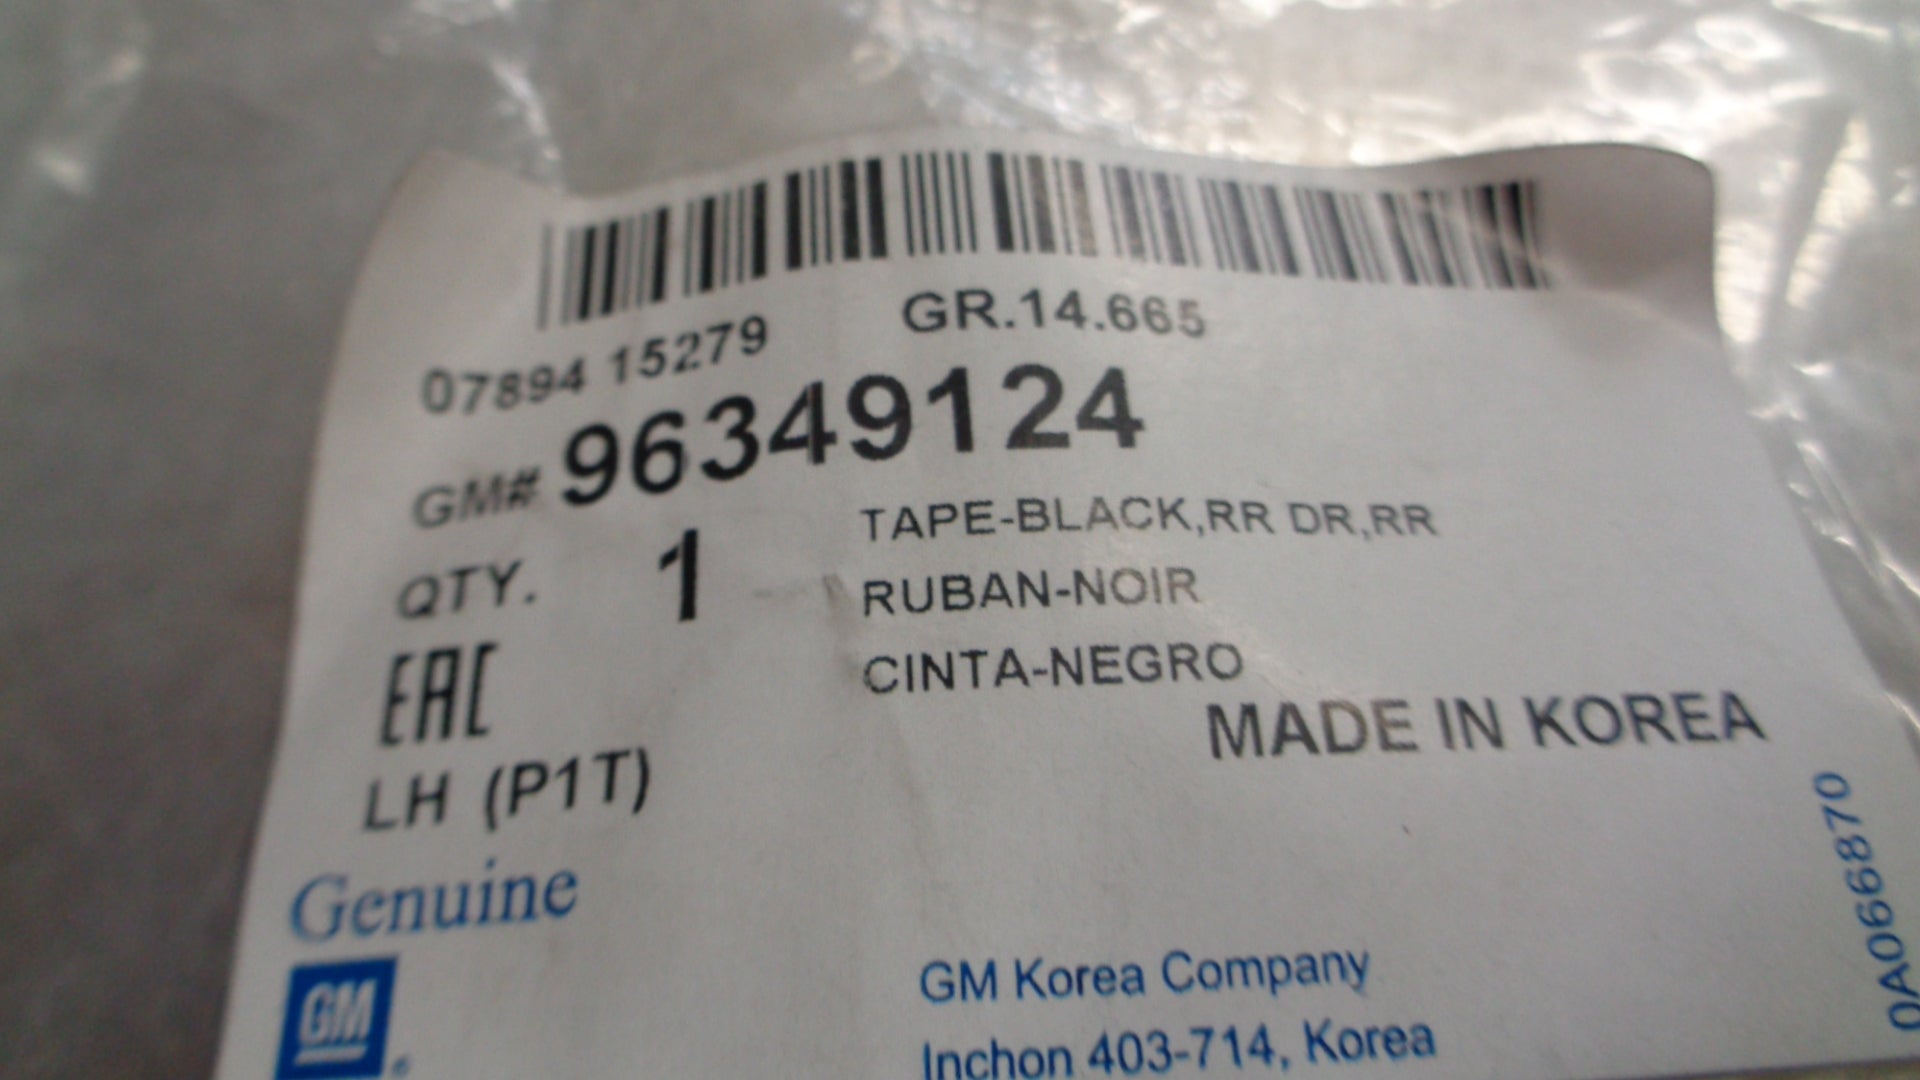 07894 15279 GR.14.665
GM# 96349124
QTY. 1 TAPE-BLACK,RR DR,RR
RUBAN-NOIR
CINTA-NEGRO
EAC
MADE IN KOREA
LH (P1T)
Genuine
GM
GM Korea Company
Inchon 403-714, Korea
0A066870